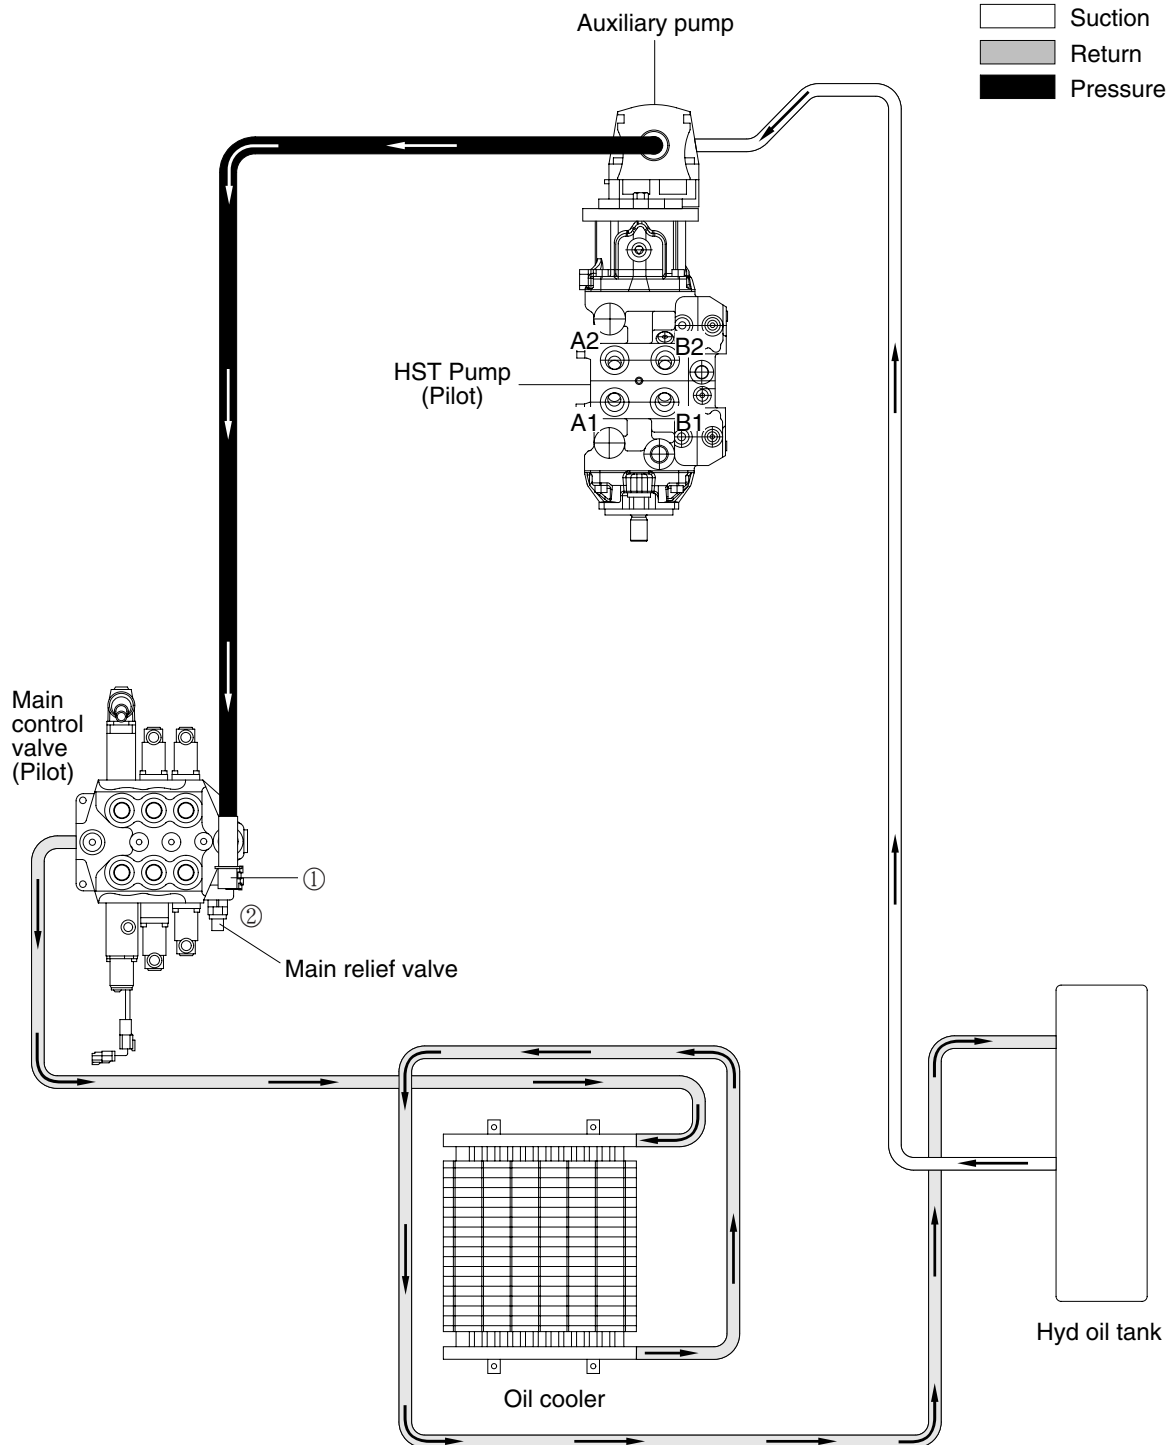 Auxiliary pump
Suction
Return
Pressure
A2
B2
HST Pump
(Pilot)
A1
B1
Main
control
valve
(Pilot)
①
②
Main relief valve
Hyd oil tank
Oil cooler